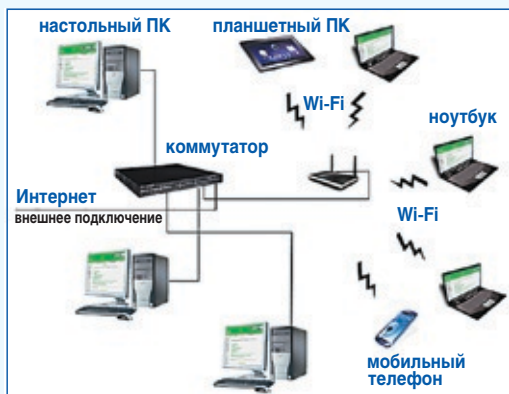 настольный ПК
планшетный ПК
Wi-Fi
ноутбук
коммутатор
Интернет
внешнее подключение
Wi-Fi
мобильный
телефон